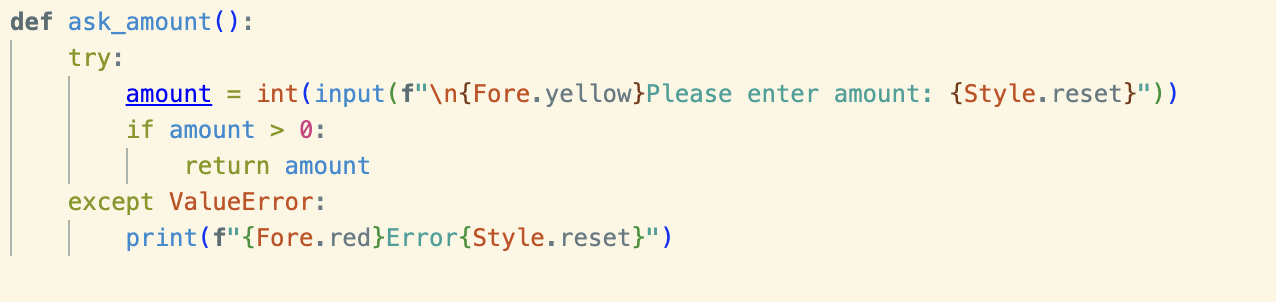 def ask_amount():
    try:
        amount = int(input(f"\n{Fore.yellow}Please enter amount: {Style.reset}"))
        if amount > 0:
            return amount
    except ValueError:
        print(f"{Fore.red}Error{Style.reset}")